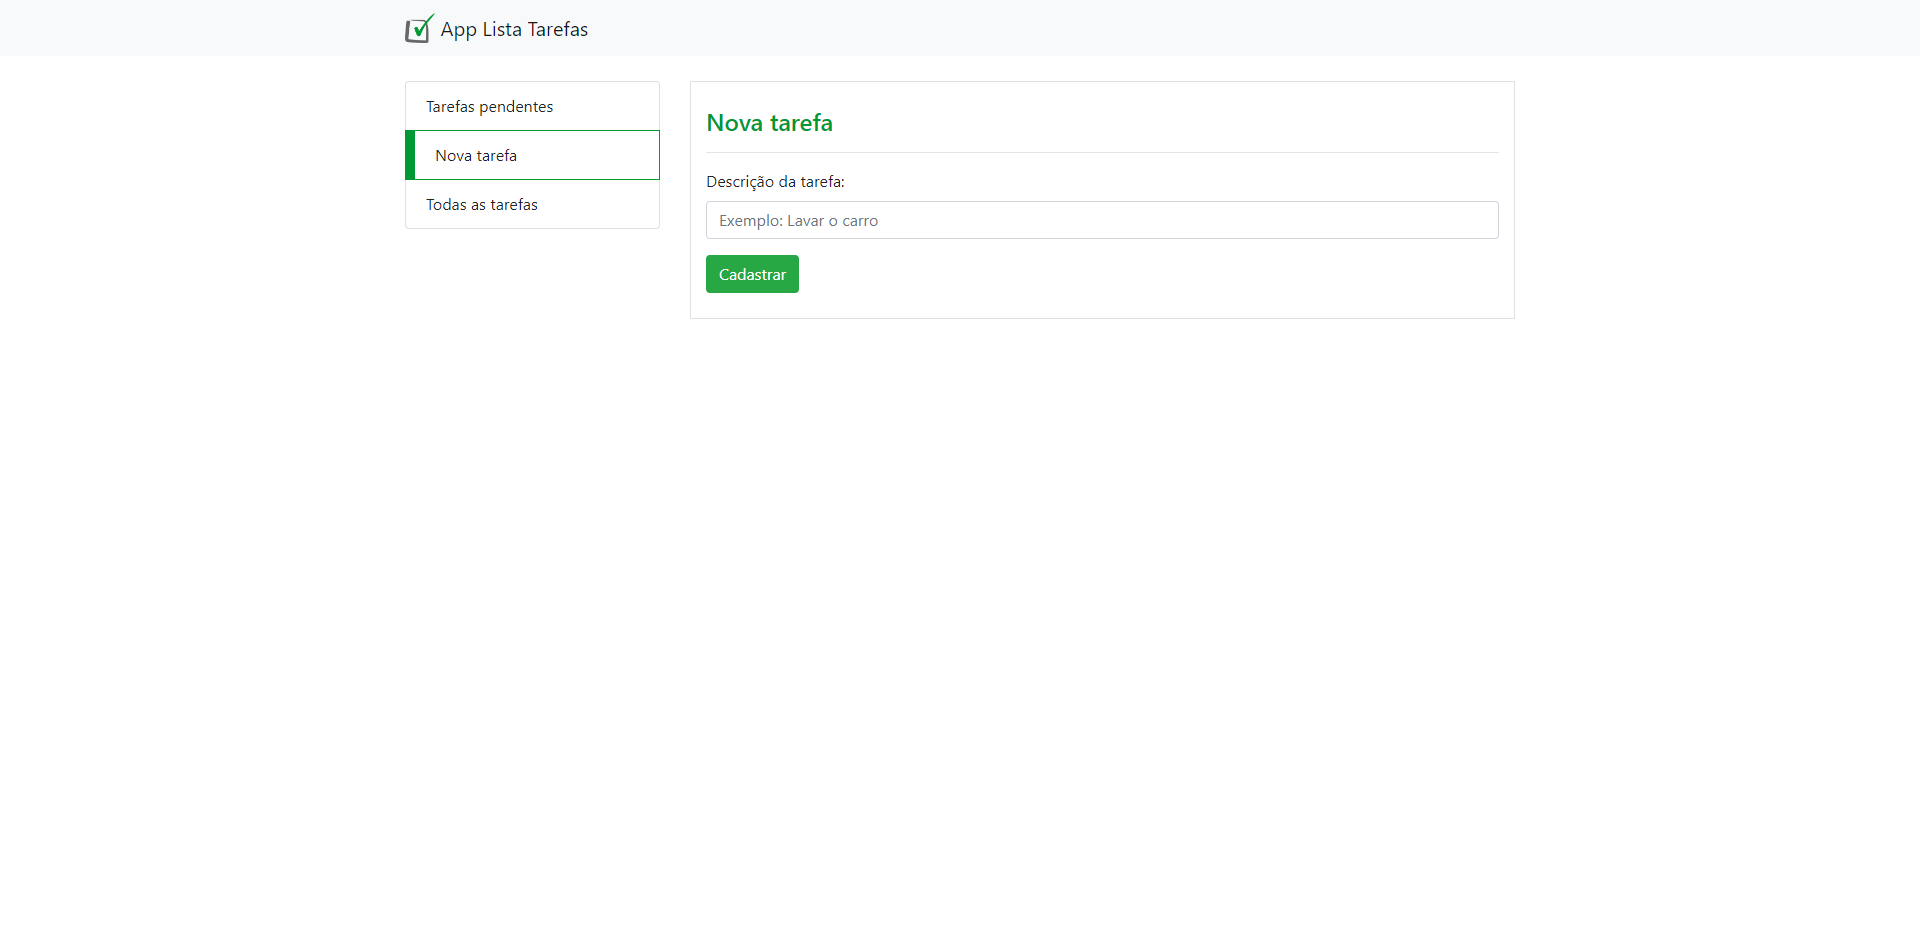 App Lista Tarefas
Tarefas pendentes
Nova tarefa
Todas as tarefas
Nova tarefa
Descrição da tarefa:
Exemplo: Lavar o carro
Cadastrar